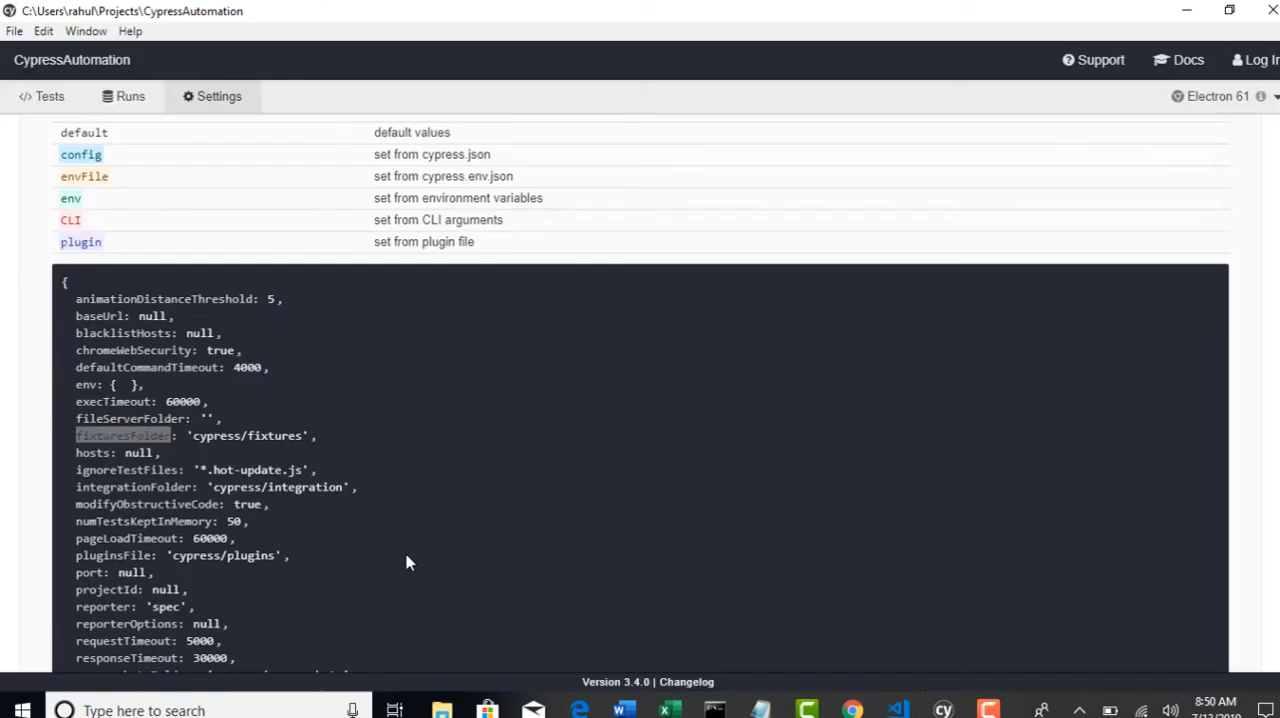 C:\Users\rahul\Projects\CypressAutomation
File Edit Window Help
CypressAutomation
Support Docs Log In
</> Tests Runs Settings Electron 61
default default values
config set from cypress.json
envFile set from cypress.env.json
env set from environment variables
CLI set from CLI arguments
plugin set from plugin file
{
animationDistanceThreshold: 5,
baseUrl: null,
blacklistHosts: null,
chromeWebSecurity: true,
defaultCommandTimeout: 4000,
env: { },
execTimeout: 60000,
fileServerFolder: '',
fixturesFolder: 'cypress/fixtures',
hosts: null,
ignoreTestFiles: '*.hot-update.js',
integrationFolder: 'cypress/integration',
modifyObstructiveCode: true,
numTestsKeptInMemory: 50,
pageLoadTimeout: 60000,
pluginsFile: 'cypress/plugins',
port: null,
projectId: null,
reporter: 'spec',
reporterOptions: null,
requestTimeout: 5000,
responseTimeout: 30000,
Version 3.4.0 | Changelog
Type here to search
8:50 AM